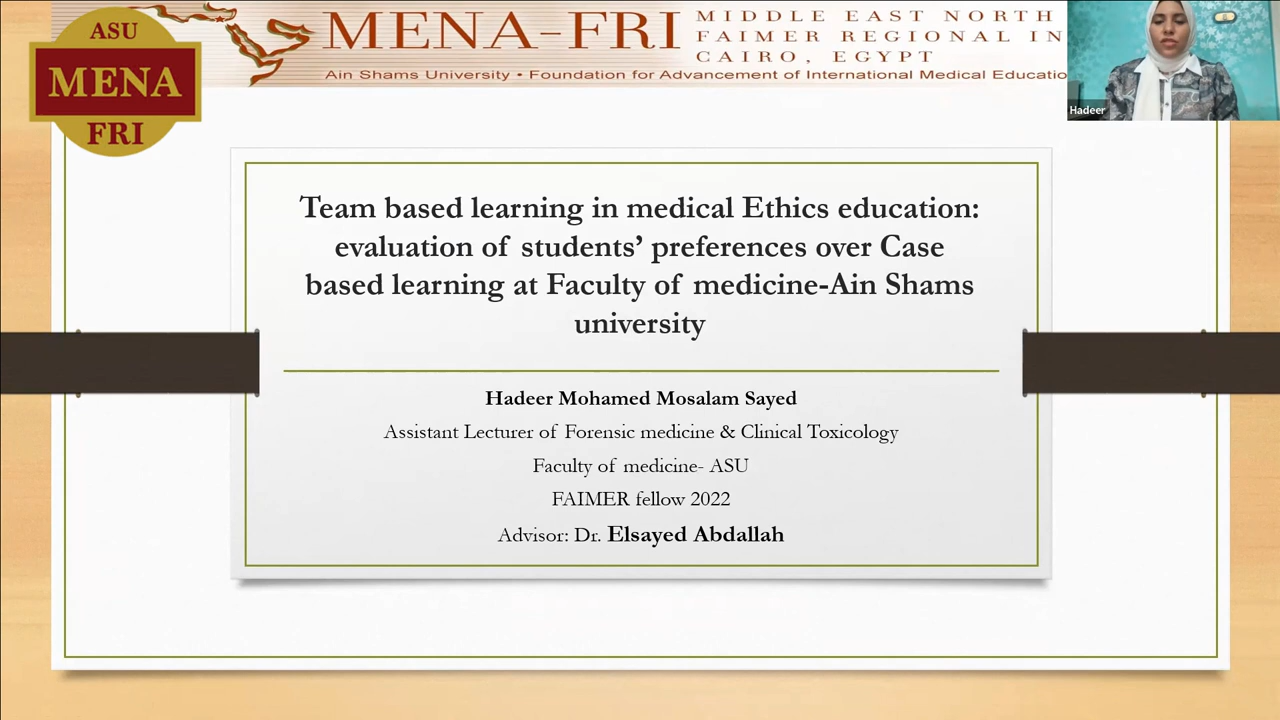 ASU
MENA
FRI
MENA-FRI
MIDDLE EAST NORTH
FAIMER REGIONAL IN
CAIRO, EGYPT
Ain Shams University • Foundation for Advancement of International Medical Educatio
Hadeer
Team based learning in medical Ethics education:
evaluation of students’ preferences over Case
based learning at Faculty of medicine-Ain Shams
university
Hadeer Mohamed Mosalam Sayed
Assistant Lecturer of Forensic medicine & Clinical Toxicology
Faculty of medicine- ASU
FAIMER fellow 2022
Advisor: Dr. Elsayed Abdallah